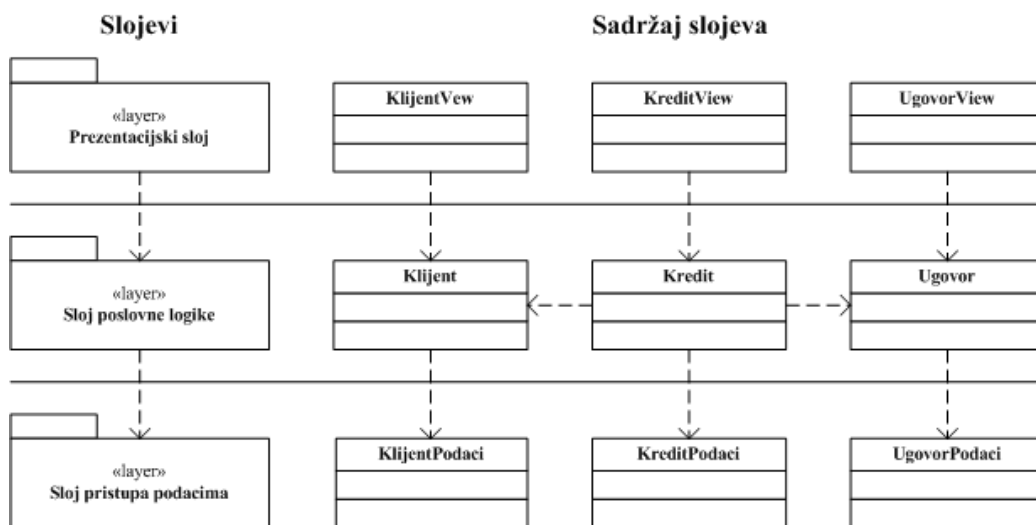 Slojevi
Sadržaj slojeva
«layer»
Prezentacijski sloj
KlijentVew
KreditView
UgovorView
«layer»
Sloj poslovne logike
Klijent
Kredit
Ugovor
«layer»
Sloj pristupa podacima
KlijentPodaci
KreditPodaci
UgovorPodaci